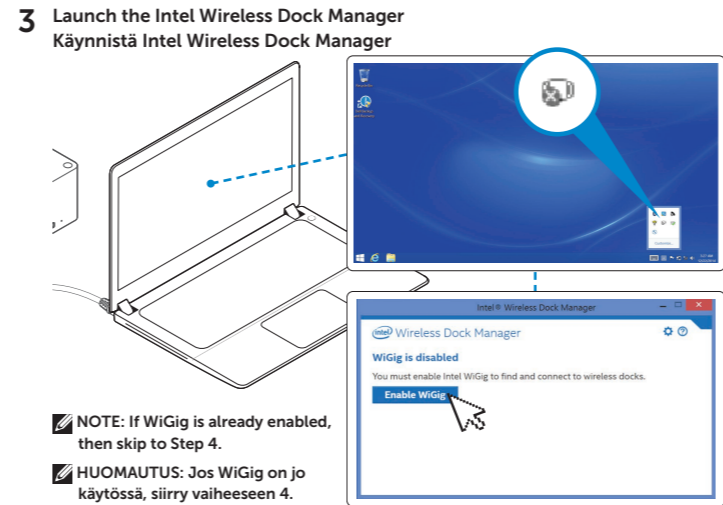 3 Launch the Intel Wireless Dock Manager
Käynnistä Intel Wireless Dock Manager
Customize...
Intel® Wireless Dock Manager
intel Wireless Dock Manager
WiGig is disabled
You must enable Intel WiGig to find and connect to wireless docks.
Enable WiGig
NOTE: If WiGig is already enabled,
then skip to Step 4.
HUOMAUTUS: Jos WiGig on jo
käytössä, siirry vaiheeseen 4.